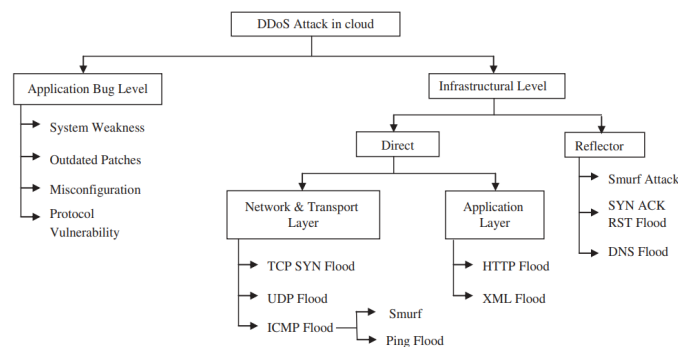 DDoS Attack in cloud
Application Bug Level
Infrastructural Level
System Weakness
Outdated Patches
Misconfiguration
Protocol
Vulnerability
Direct
Reflector
Network & Transport
Layer
Application
Layer
Smurf Attack
SYN ACK
RST Flood
DNS Flood
TCP SYN Flood
UDP Flood
ICMP Flood
Smurf
Ping Flood
HTTP Flood
XML Flood